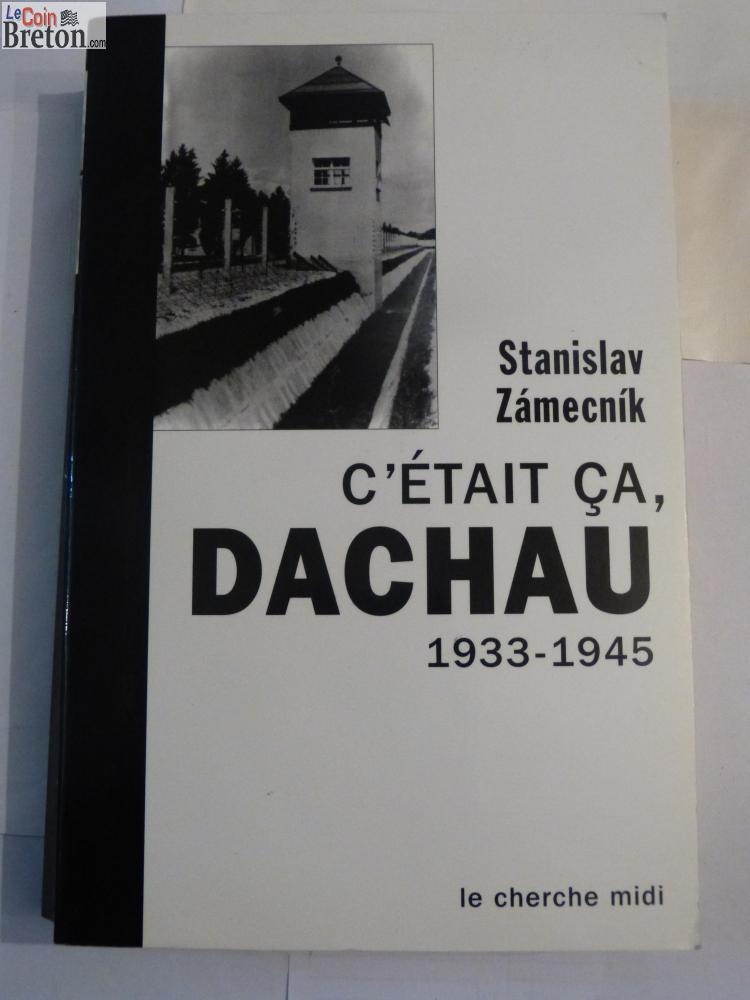 LeCoin
Breton.com
Stanislav
Zámecník
C'ÉTAIT ÇA,
DACHAU
1933-1945
le cherche midi